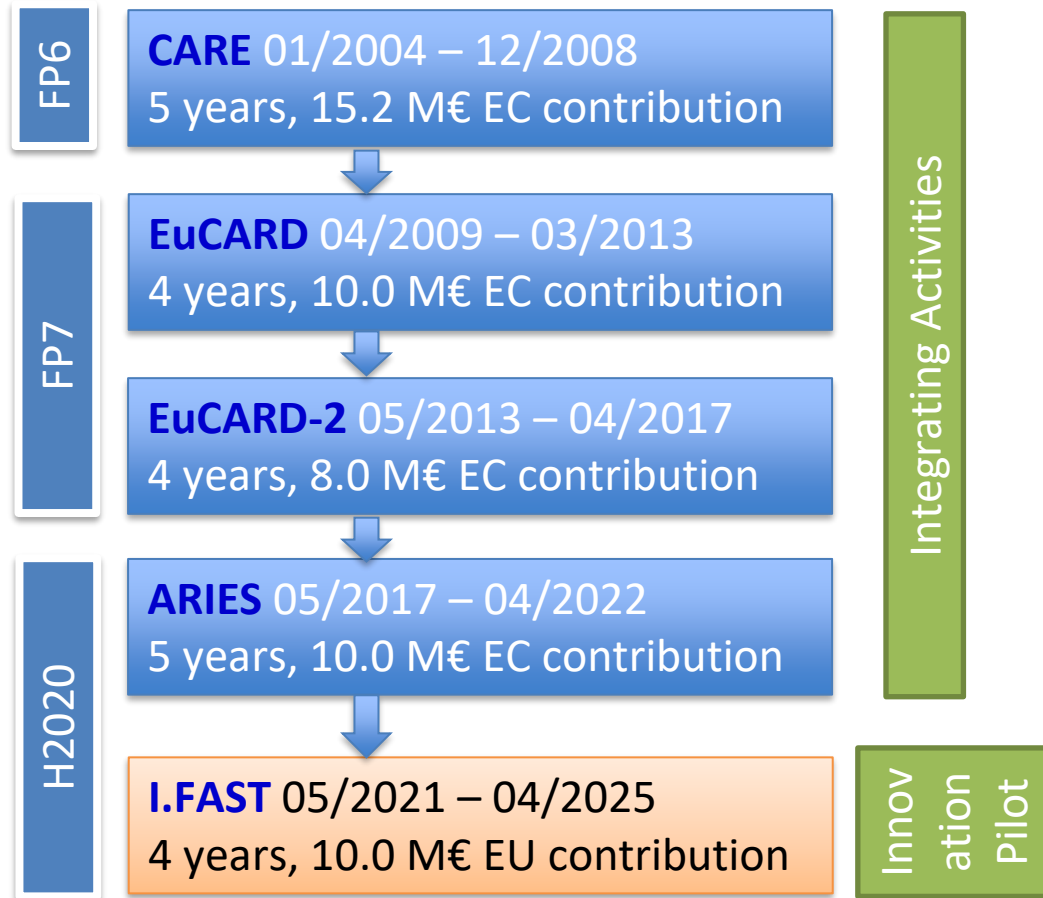 FP6
CARE 01/2004 – 12/2008
5 years, 15.2 M€ EC contribution
FP7
EuCARD 04/2009 – 03/2013
4 years, 10.0 M€ EC contribution
EuCARD-2 05/2013 – 04/2017
4 years, 8.0 M€ EC contribution
Integrating Activities
H2020
ARIES 05/2017 – 04/2022
5 years, 10.0 M€ EC contribution
I.FAST 05/2021 – 04/2025
4 years, 10.0 M€ EU contribution
Innov
ation
Pilot